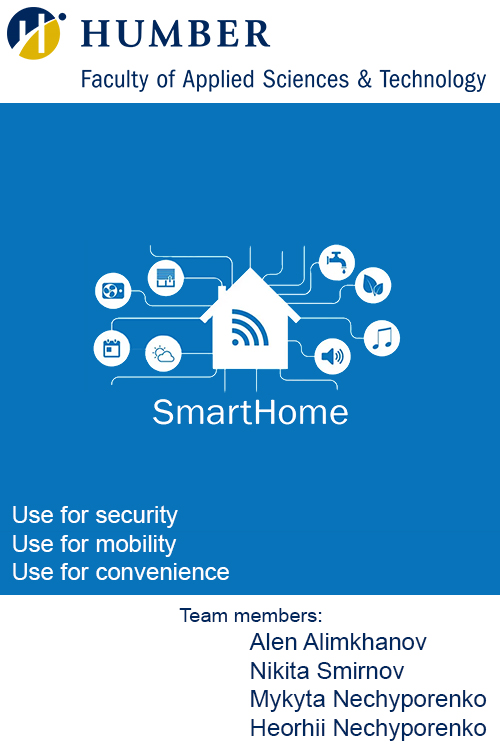 HUMBER
Faculty of Applied Sciences & Technology
SmartHome
Use for security
Use for mobility
Use for convenience
Team members:
Alen Alimkhanov
Nikita Smirnov
Mykyta Nechyporenko
Heorhii Nechyporenko